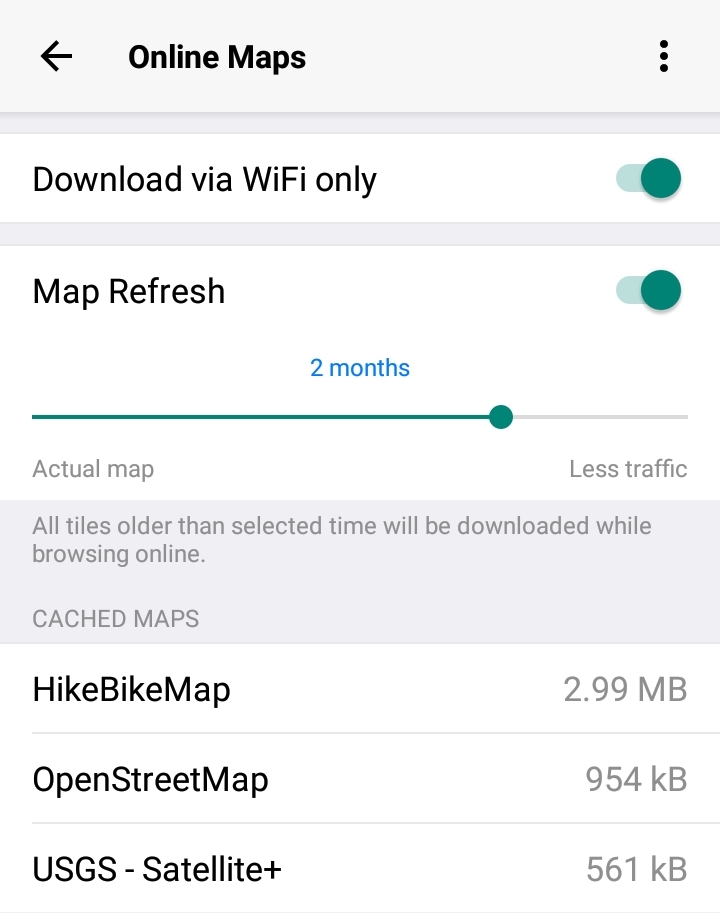 Online Maps
Download via WiFi only
Map Refresh
2 months
Actual map Less traffic
All tiles older than selected time will be downloaded while
browsing online.
CACHED MAPS
HikeBikeMap 2.99 MB
OpenStreetMap 954 kB
USGS - Satellite+ 561 kB